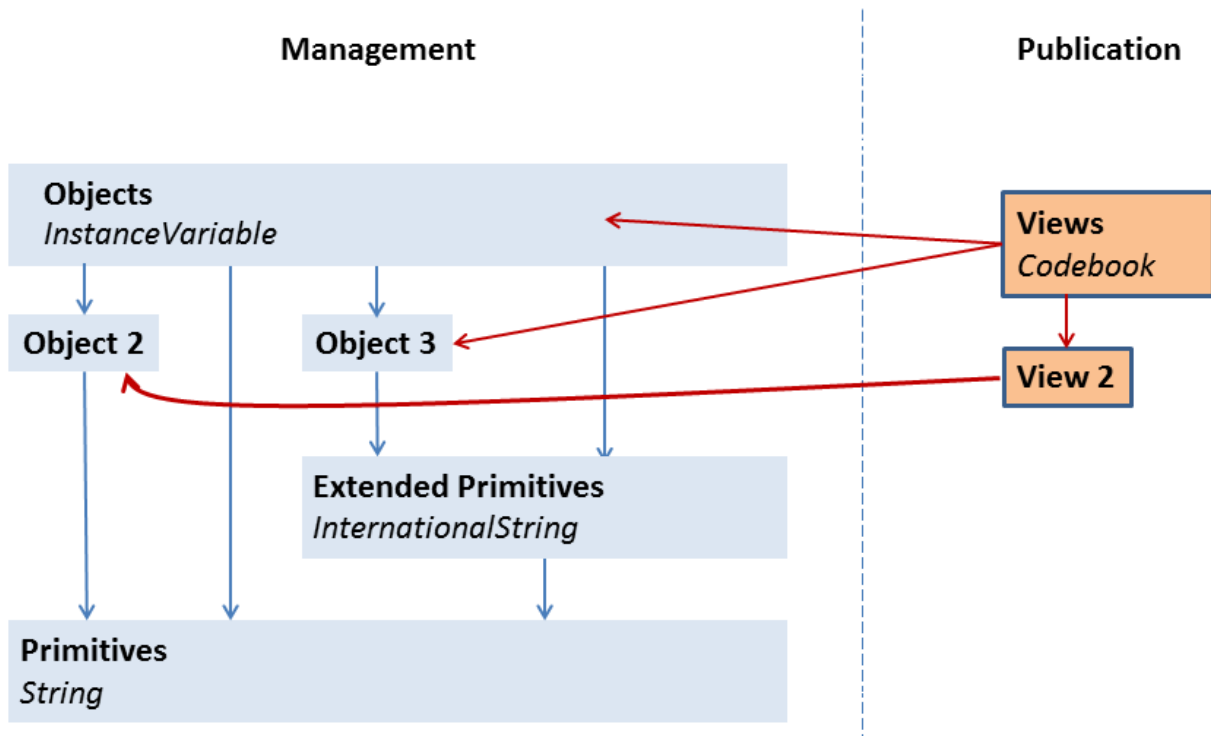 Management
Publication
Objects
InstanceVariable
Views
Codebook
Object 2
Object 3
View 2
Extended Primitives
InternationalString
Primitives
String